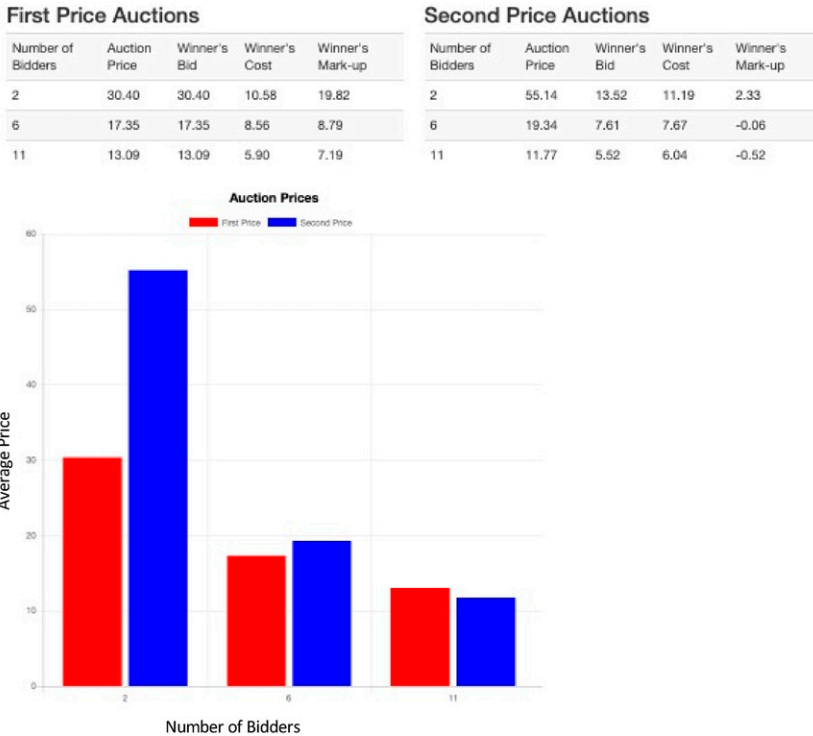 First Price Auctions
Number of Bidders Auction Price Winner's Bid Winner's Cost Winner's Mark-up
2 30.40 30.40 10.58 19.82
6 17.35 17.35 8.56 8.79
11 13.09 13.09 5.90 7.19
Second Price Auctions
Number of Bidders Auction Price Winner's Bid Winner's Cost Winner's Mark-up
2 55.14 13.52 11.19 2.33
6 19.34 7.61 7.67 -0.06
11 11.77 5.52 6.04 -0.52
Auction Prices
First Price Second Price
60
50
40
30
20
10
0
Average Price
2 6 11
Number of Bidders